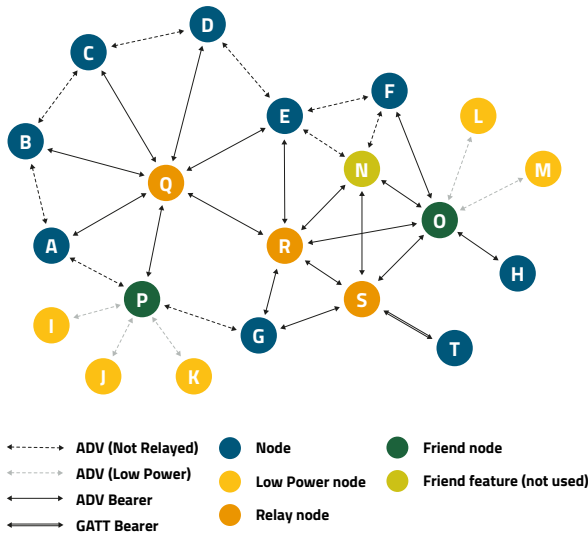 D
C
F
E
L
B
N
M
Q
O
A
R
H
P
S
I
G
T
J
K
ADV (Not Relayed)
Node
Friend node
ADV (Low Power)
Low Power node
Friend feature (not used)
ADV Bearer
Relay node
GATT Bearer